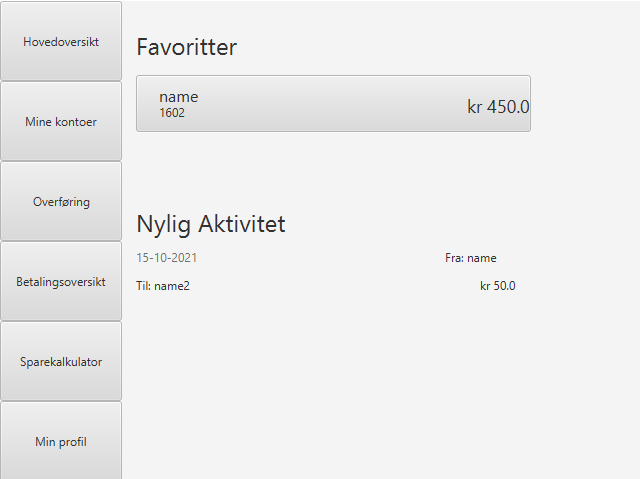 Hovedoversikt
Mine kontoer
Overføring
Betalingsoversikt
Sparekalkulator
Min profil
Favoritter
name
1602
kr 450.0
Nylig Aktivitet
15-10-2021
Fra: name
Til: name2
kr 50.0